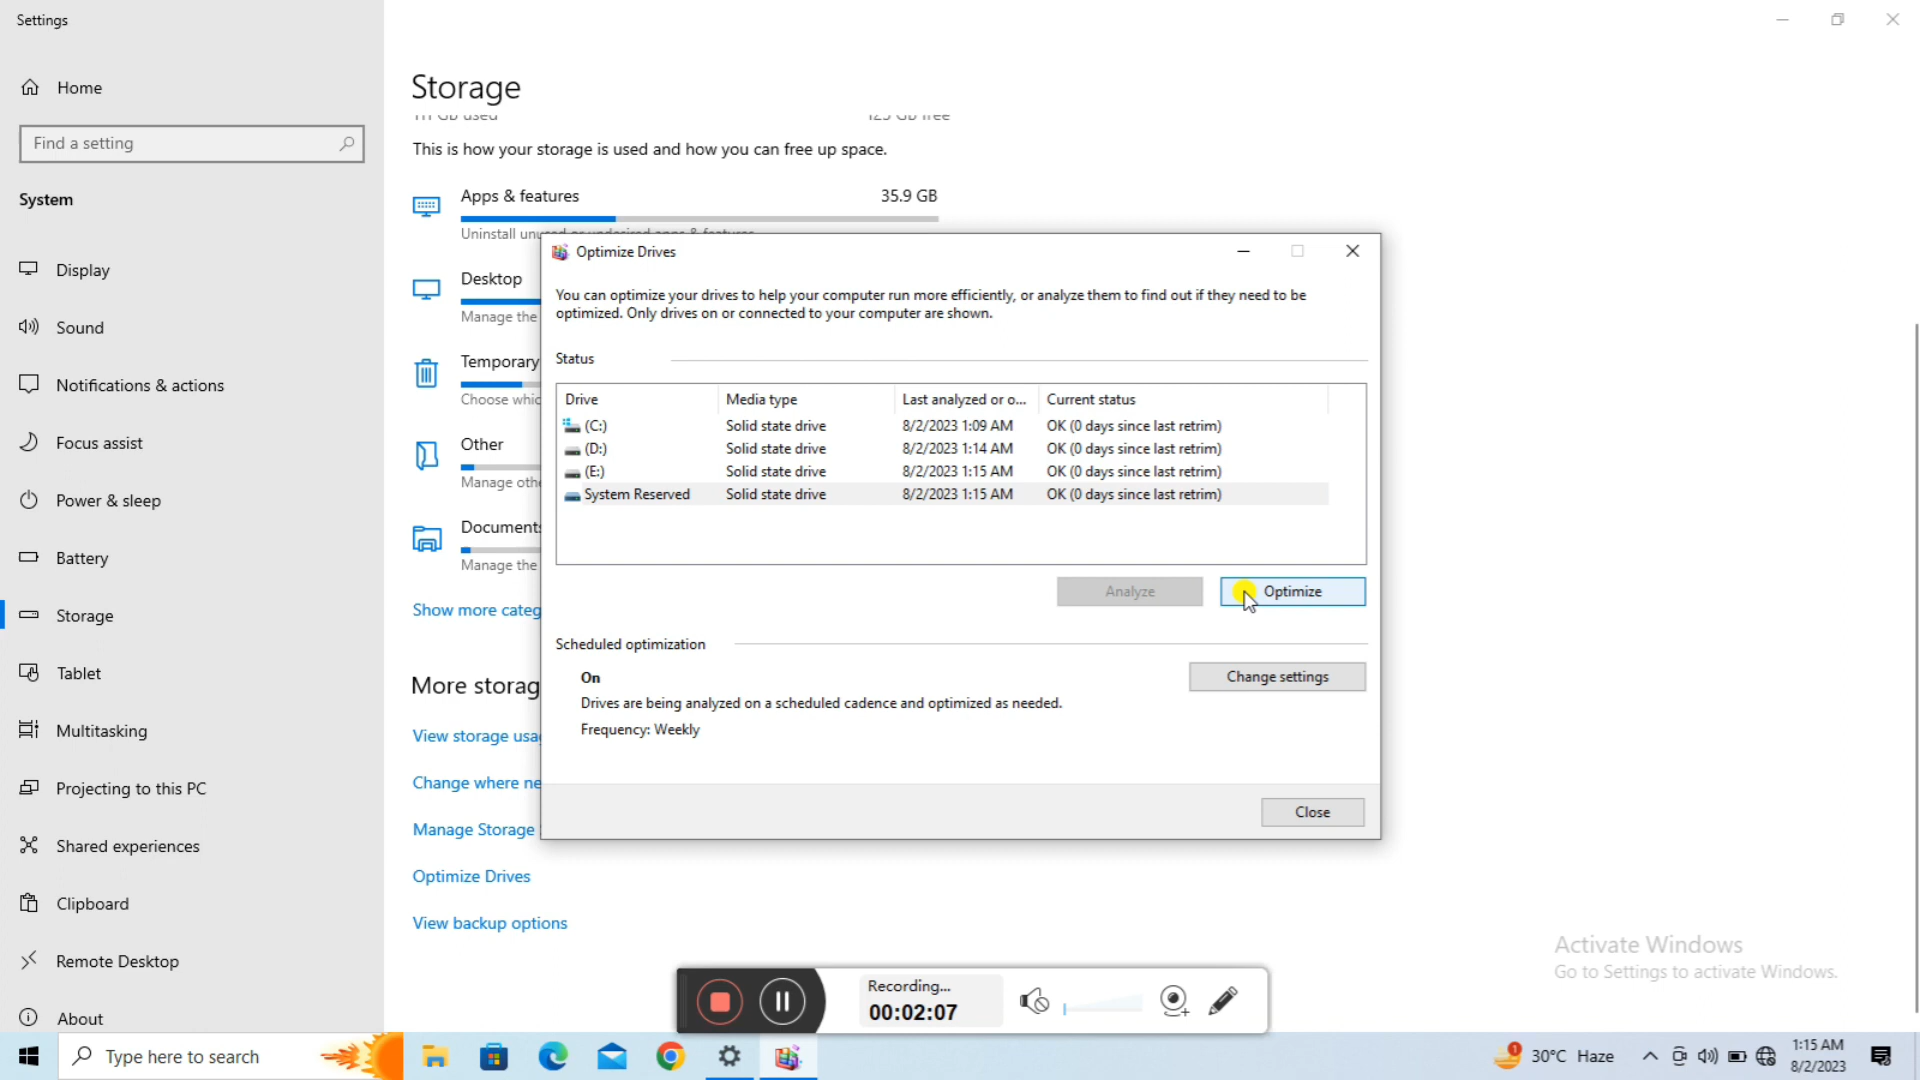 Settings
Home
Find a setting
System
Display
Sound
Notifications & actions
Focus assist
Power & sleep
Battery
Storage
Tablet
Multitasking
Projecting to this PC
Shared experiences
Clipboard
Remote Desktop
About
Storage
This is how your storage is used and how you can free up space.
Apps & features 35.9 GB
Desktop
Manage the
Temporary
Choose whic
Other
Manage oth
Documents
Manage the
Show more categ
More storag
View storage usa
Change where ne
Manage Storage
Optimize Drives
View backup options
Optimize Drives
You can optimize your drives to help your computer run more efficiently, or analyze them to find out if they need to be
optimized. Only drives on or connected to your computer are shown.
Status
Drive Media type Last analyzed or o... Current status
(C:) Solid state drive 8/2/2023 1:09 AM OK (0 days since last retrim)
(D:) Solid state drive 8/2/2023 1:14 AM OK (0 days since last retrim)
(E:) Solid state drive 8/2/2023 1:15 AM OK (0 days since last retrim)
System Reserved Solid state drive 8/2/2023 1:15 AM OK (0 days since last retrim)
Analyze Optimize
Scheduled optimization
On
Change settings
Drives are being analyzed on a scheduled cadence and optimized as needed.
Frequency: Weekly
Close
Activate Windows
Go to Settings to activate Windows.
Recording...
00:02:07
Type here to search
1
30°C Haze
1:15 AM
8/2/2023